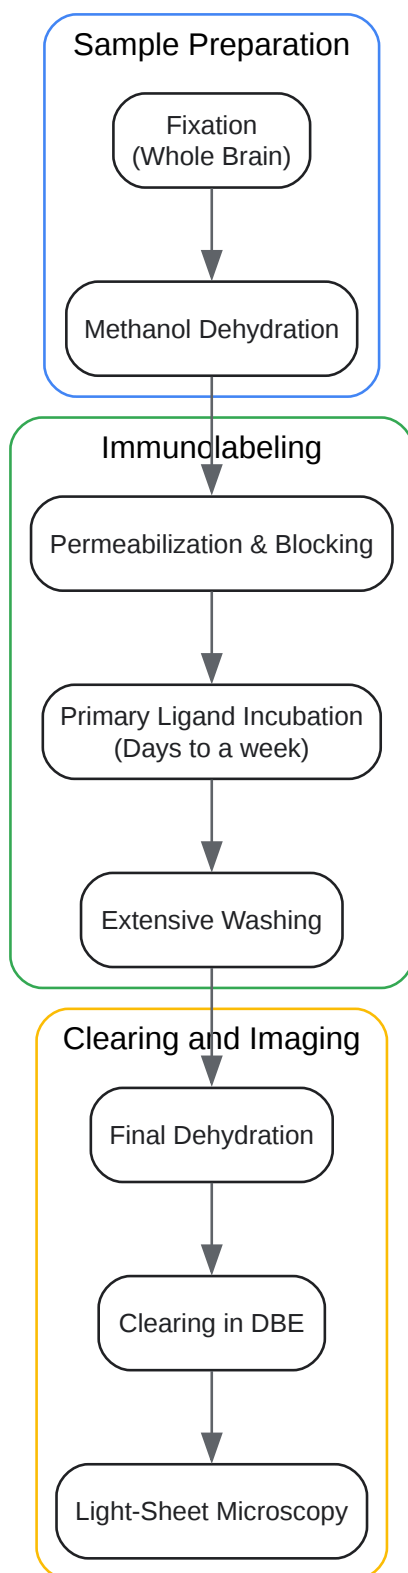 Sample Preparation
Fixation
(Whole Brain)
Methanol Dehydration
Immunolabeling
Permeabilization & Blocking
Primary Ligand Incubation
(Days to a week)
Extensive Washing
Clearing and Imaging
Final Dehydration
Clearing in DBE
Light-Sheet Microscopy